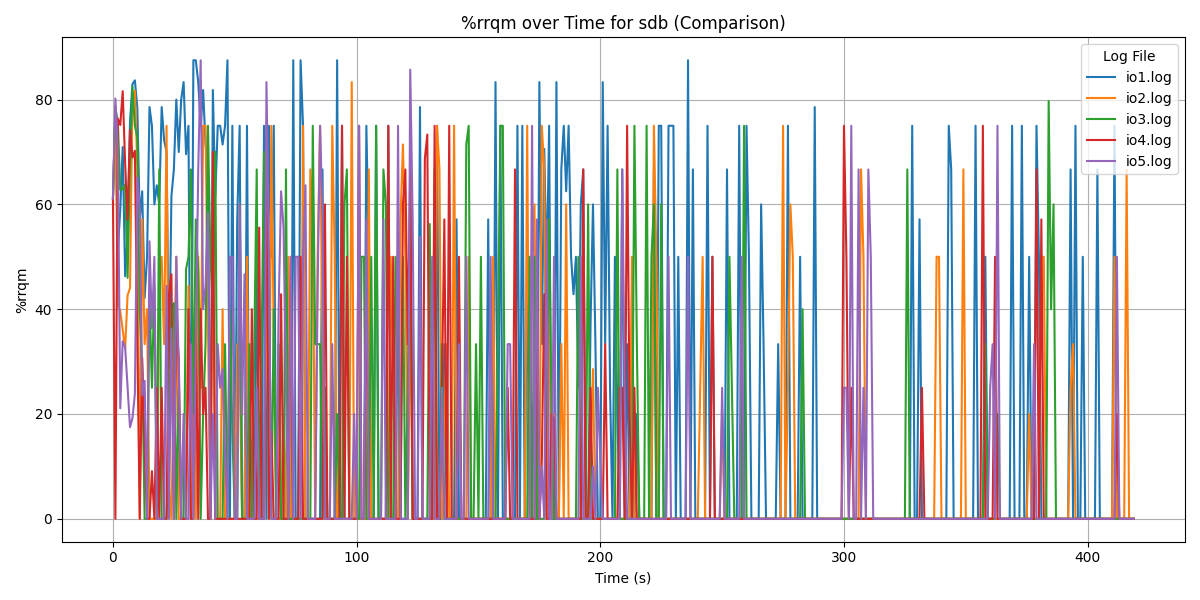 %rrqm over Time for sdb (Comparison)
Log File
io1.log
io2.log
io3.log
io4.log
io5.log
%rrqm
80
60
40
20
0
0 100 200 300 400
Time (s)